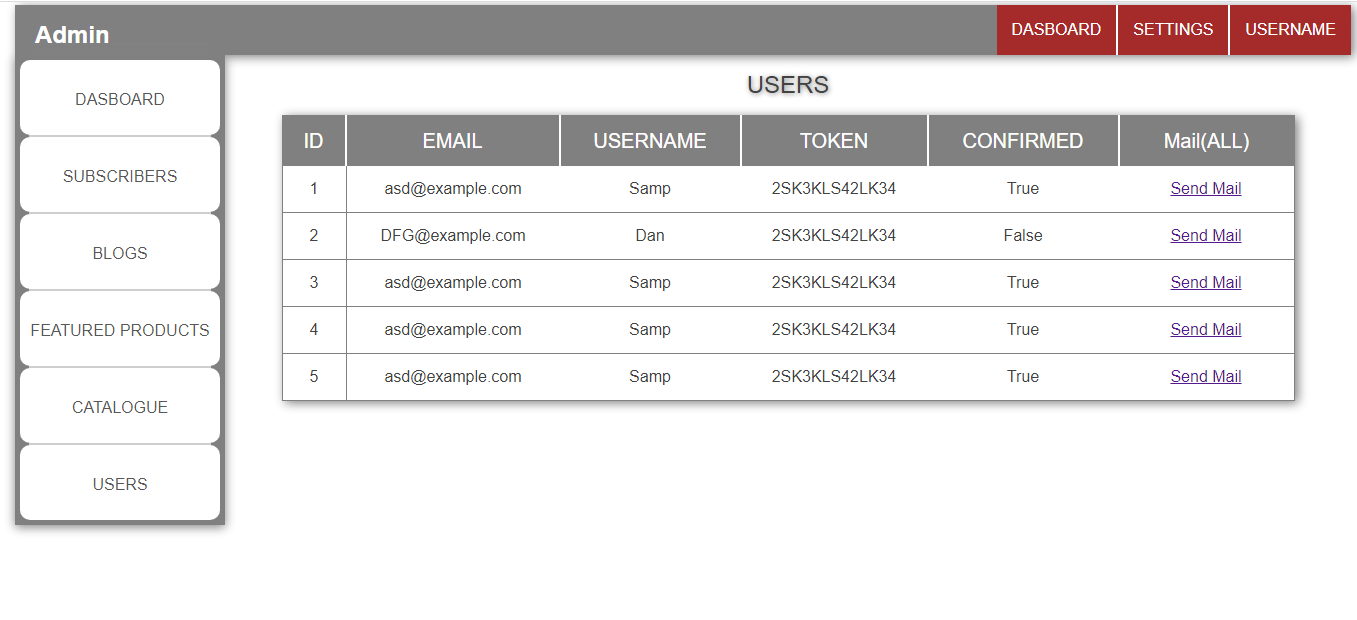 Admin DASBOARD SETTINGS USERNAME
DASBOARD
SUBSCRIBERS
BLOGS
FEATURED PRODUCTS
CATALOGUE
USERS
USERS
ID EMAIL USERNAME TOKEN CONFIRMED Mail(ALL)
1 asd@example.com Samp 2SK3KLS42LK34 True Send Mail
2 DFG@example.com Dan 2SK3KLS42LK34 False Send Mail
3 asd@example.com Samp 2SK3KLS42LK34 True Send Mail
4 asd@example.com Samp 2SK3KLS42LK34 True Send Mail
5 asd@example.com Samp 2SK3KLS42LK34 True Send Mail